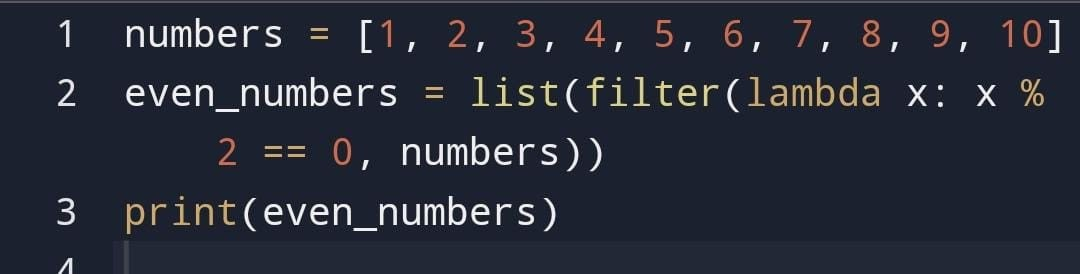 1 numbers = [1, 2, 3, 4, 5, 6, 7, 8, 9, 10]
2 even_numbers = list(filter(lambda x: x %
2 == 0, numbers))
3 print(even_numbers)
4